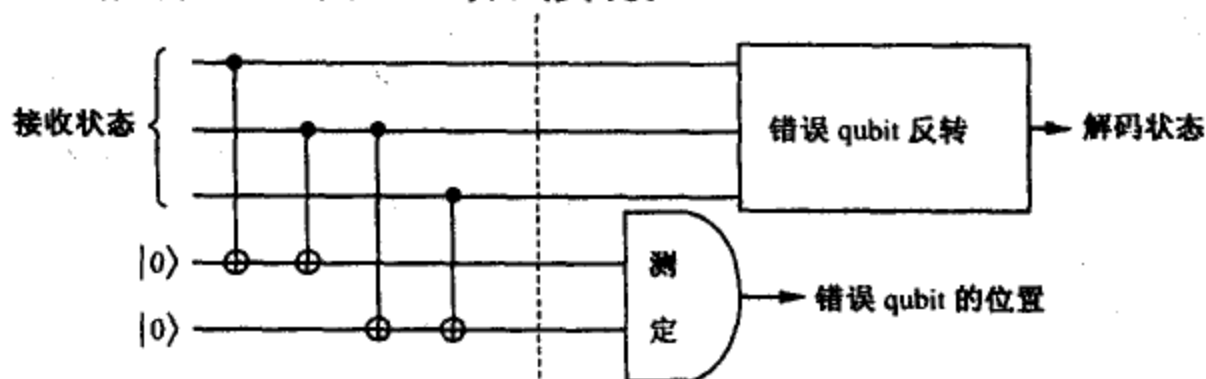 接收状态
错误 qubit 反转
解码状态
|0⟩
测
错误 qubit 的位置
|0⟩
定